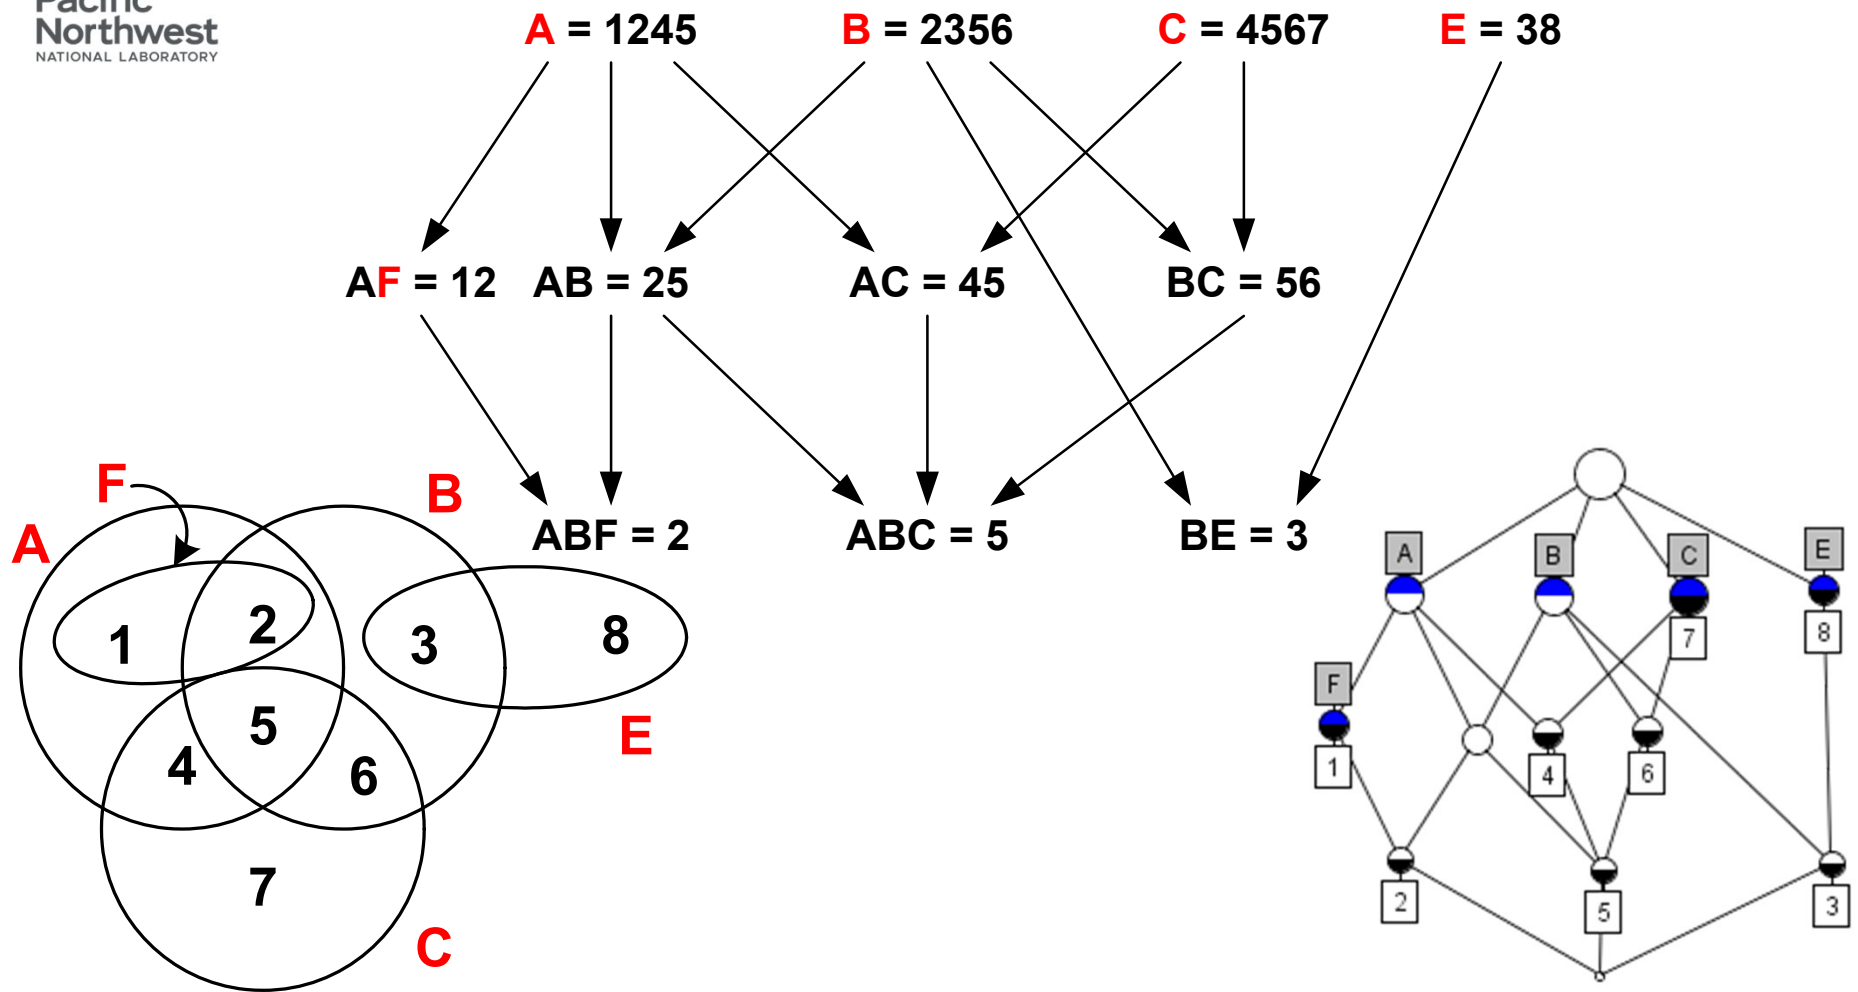 Pacific
Northwest
NATIONAL LABORATORY
A = 1245
B = 2356
C = 4567
E = 38
AF = 12
AB = 25
AC = 45
BC = 56
ABF = 2
ABC = 5
BE = 3
F
B
A
1
2
3
8
5
4
6
E
7
C
A
B
C
E
7
8
F
1
4
6
2
5
3